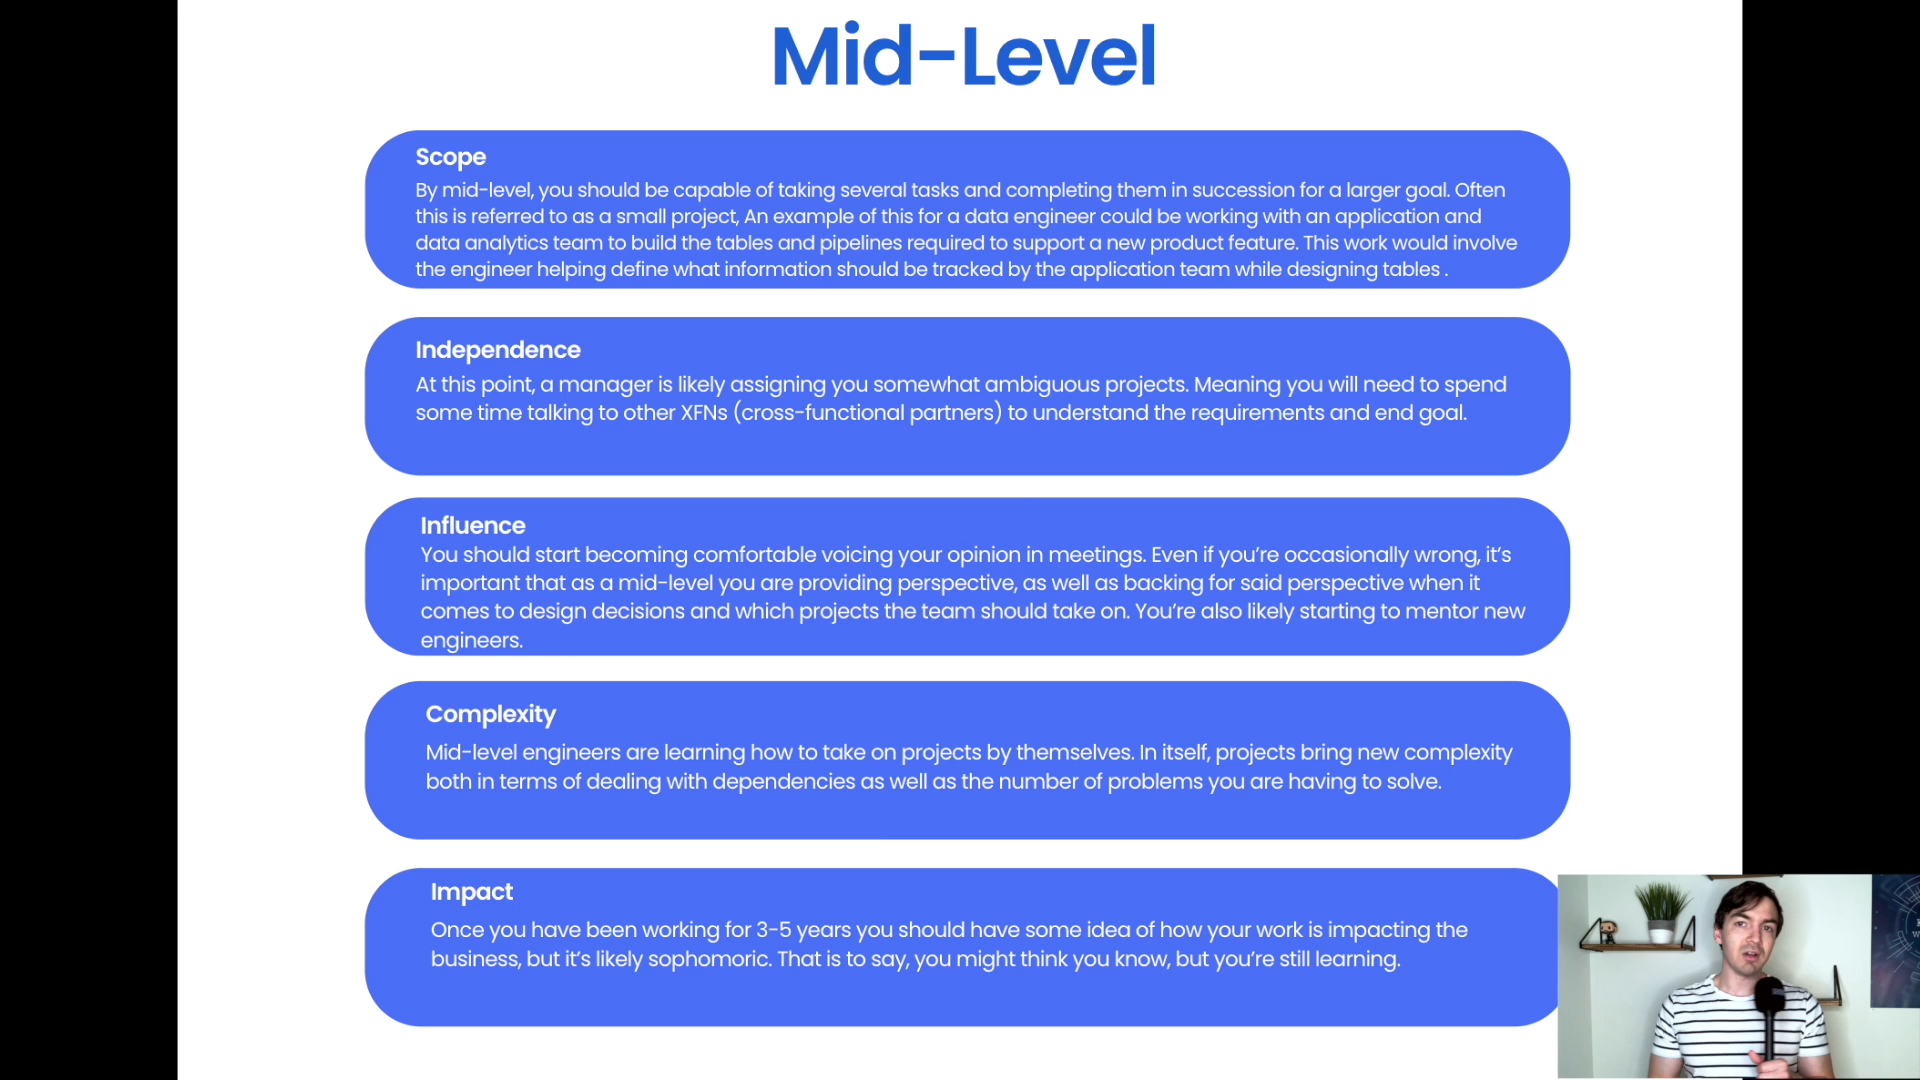 Mid-Level
Scope
By mid-level, you should be capable of taking several tasks and completing them in succession for a larger goal. Often
this is referred to as a small project, An example of this for a data engineer could be working with an application and
data analytics team to build the tables and pipelines required to support a new product feature. This work would involve
the engineer helping define what information should be tracked by the application team while designing tables .
Independence
At this point, a manager is likely assigning you somewhat ambiguous projects. Meaning you will need to spend
some time talking to other XFNs (cross-functional partners) to understand the requirements and end goal.
Influence
You should start becoming comfortable voicing your opinion in meetings. Even if you’re occasionally wrong, it’s
important that as a mid-level you are providing perspective, as well as backing for said perspective when it
comes to design decisions and which projects the team should take on. You’re also likely starting to mentor new
engineers.
Complexity
Mid-level engineers are learning how to take on projects by themselves. In itself, projects bring new complexity
both in terms of dealing with dependencies as well as the number of problems you are having to solve.
Impact
Once you have been working for 3-5 years you should have some idea of how your work is impacting the
business, but it’s likely sophomoric. That is to say, you might think you know, but you’re still learning.